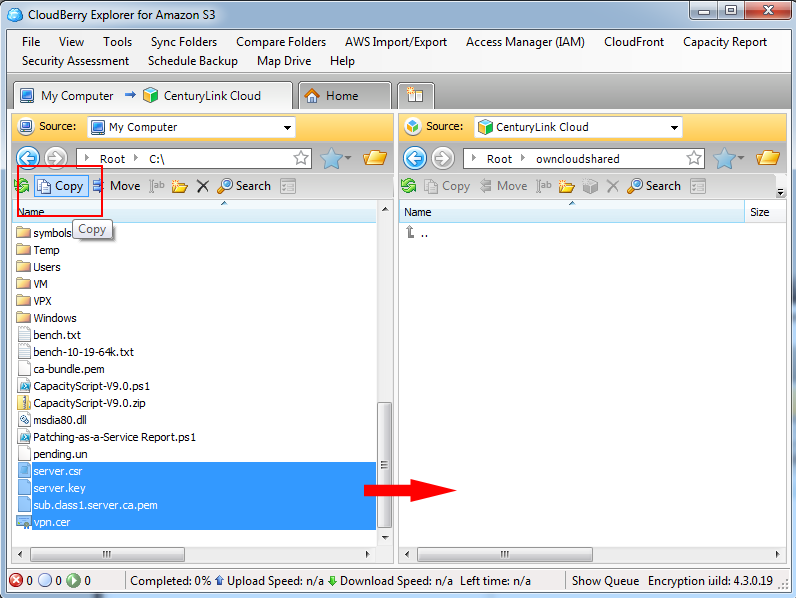 CloudBerry Explorer for Amazon S3
File View Tools Sync Folders Compare Folders AWS Import/Export Access Manager (IAM) CloudFront Capacity Report
Security Assessment Schedule Backup Map Drive Help
My Computer CenturyLink Cloud Home
Source: My Computer
Root C:\
Copy Move Search
Name
Copy
symbols
Temp
Users
VM
VPX
Windows
bench.txt
bench-10-19-64k.txt
ca-bundle.pem
CapacityScript-V9.0.ps1
CapacityScript-V9.0.zip
msdia80.dll
Patching-as-a-Service Report.ps1
pending.un
server.csr
server.key
sub.class1.server.ca.pem
vpn.cer
Source: CenturyLink Cloud
Root owncloudshared
Copy Move Search
Name Size
..
0 0 0 Completed: 0% Upload Speed: n/a Download Speed: n/a Left time: n/a Show Queue Encryption uild: 4.3.0.19